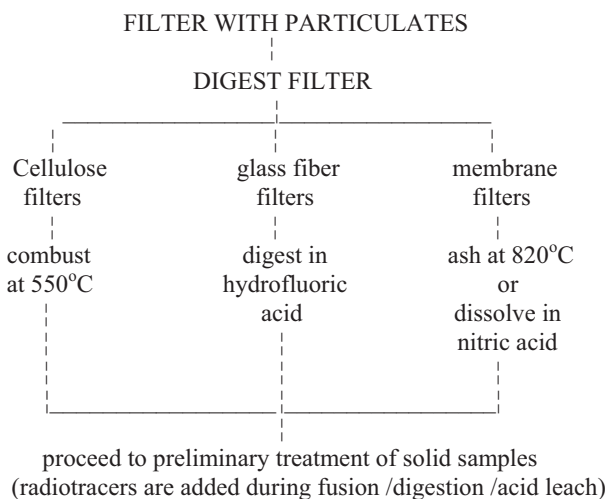 FILTER WITH PARTICULATES
DIGEST FILTER
Cellulose filters
glass fiber filters
membrane filters
combust at 550°C
digest in hydrofluoric acid
ash at 820°C or dissolve in nitric acid
proceed to preliminary treatment of solid samples
(radiotracers are added during fusion /digestion /acid leach)